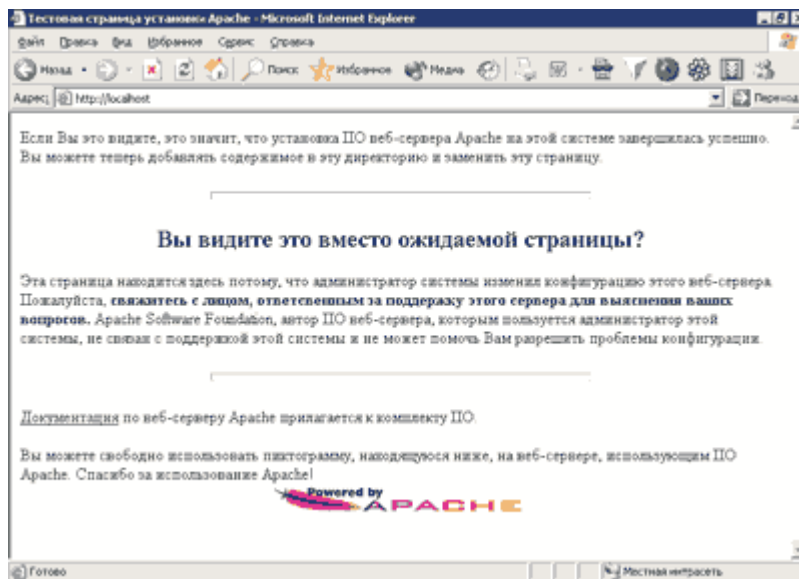 Тестовая страница установки Apache - Microsoft Internet Explorer
Файл Правка Вид Избранное Сервис Справка
Назад Поиск Избранное Медиа
Адрес: http://localhost Переход
Если Вы это видите, это значит, что установка ПО веб-сервера Apache на этой системе завершилась успешно.
Вы можете теперь добавлять содержимое в эту директорию и заменить эту страницу.
Вы видите это вместо ожидаемой страницы?
Эта страница находится здесь потому, что администратор системы изменил конфигурацию этого веб-сервера.
Пожалуйста, свяжитесь с лицом, ответственным за поддержку этого сервера для выяснения ваших
вопросов. Apache Software Foundation, автор ПО веб-сервера, которым пользуется администратор этой
системы, не связан с поддержкой этой системы и не может помочь Вам разрешить проблемы конфигурации.
Документация по веб-серверу Apache прилагается к комплекту ПО.
Вы можете свободно использовать пиктограмму, находящуюся ниже, на веб-сервере, использующим ПО
Apache. Спасибо за использование Apache!
Powered by
APACHE
Готово Местная интрасеть